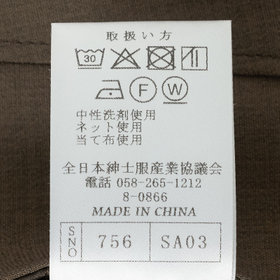 取扱い方
30
F W
中性洗剤使用
ネット使用
当て布使用
全日本紳士服産業協議会
電話 058-265-1212
8-0866
MADE IN CHINA
SNO 756 SA03